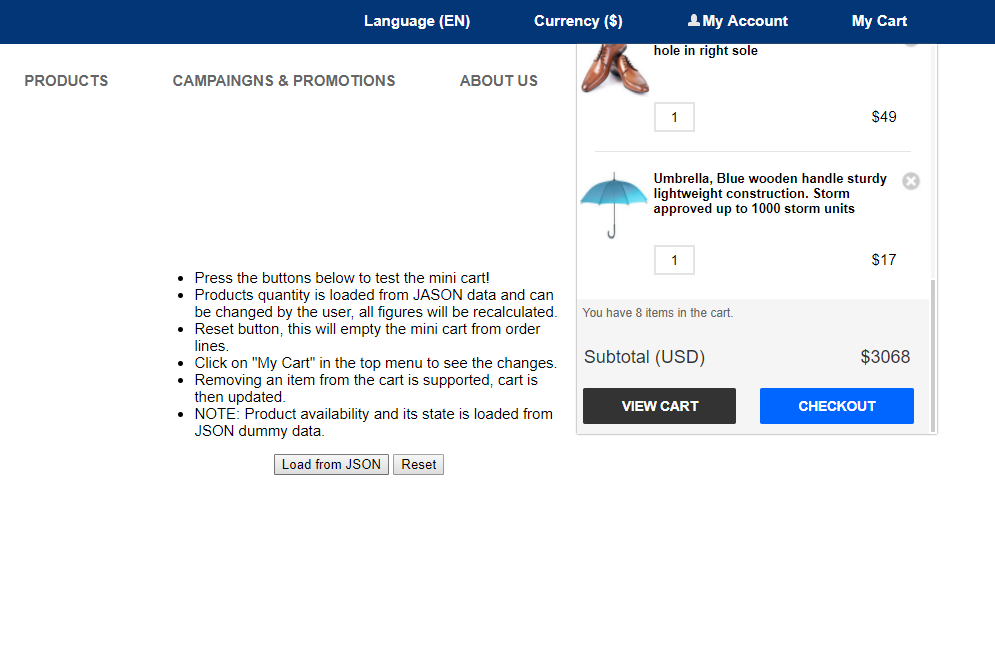 Language (EN) Currency ($) My Account My Cart
PRODUCTS CAMPAINGNS & PROMOTIONS ABOUT US
hole in right sole
1 $49
Umbrella, Blue wooden handle sturdy
lightweight construction. Storm
approved up to 1000 storm units
1 $17
You have 8 items in the cart.
Subtotal (USD) $3068
VIEW CART CHECKOUT
Press the buttons below to test the mini cart!
Products quantity is loaded from JASON data and can
be changed by the user, all figures will be recalculated.
Reset button, this will empty the mini cart from order
lines.
Click on "My Cart" in the top menu to see the changes.
Removing an item from the cart is supported, cart is
then updated.
NOTE: Product availability and its state is loaded from
JSON dummy data.
Load from JSON Reset